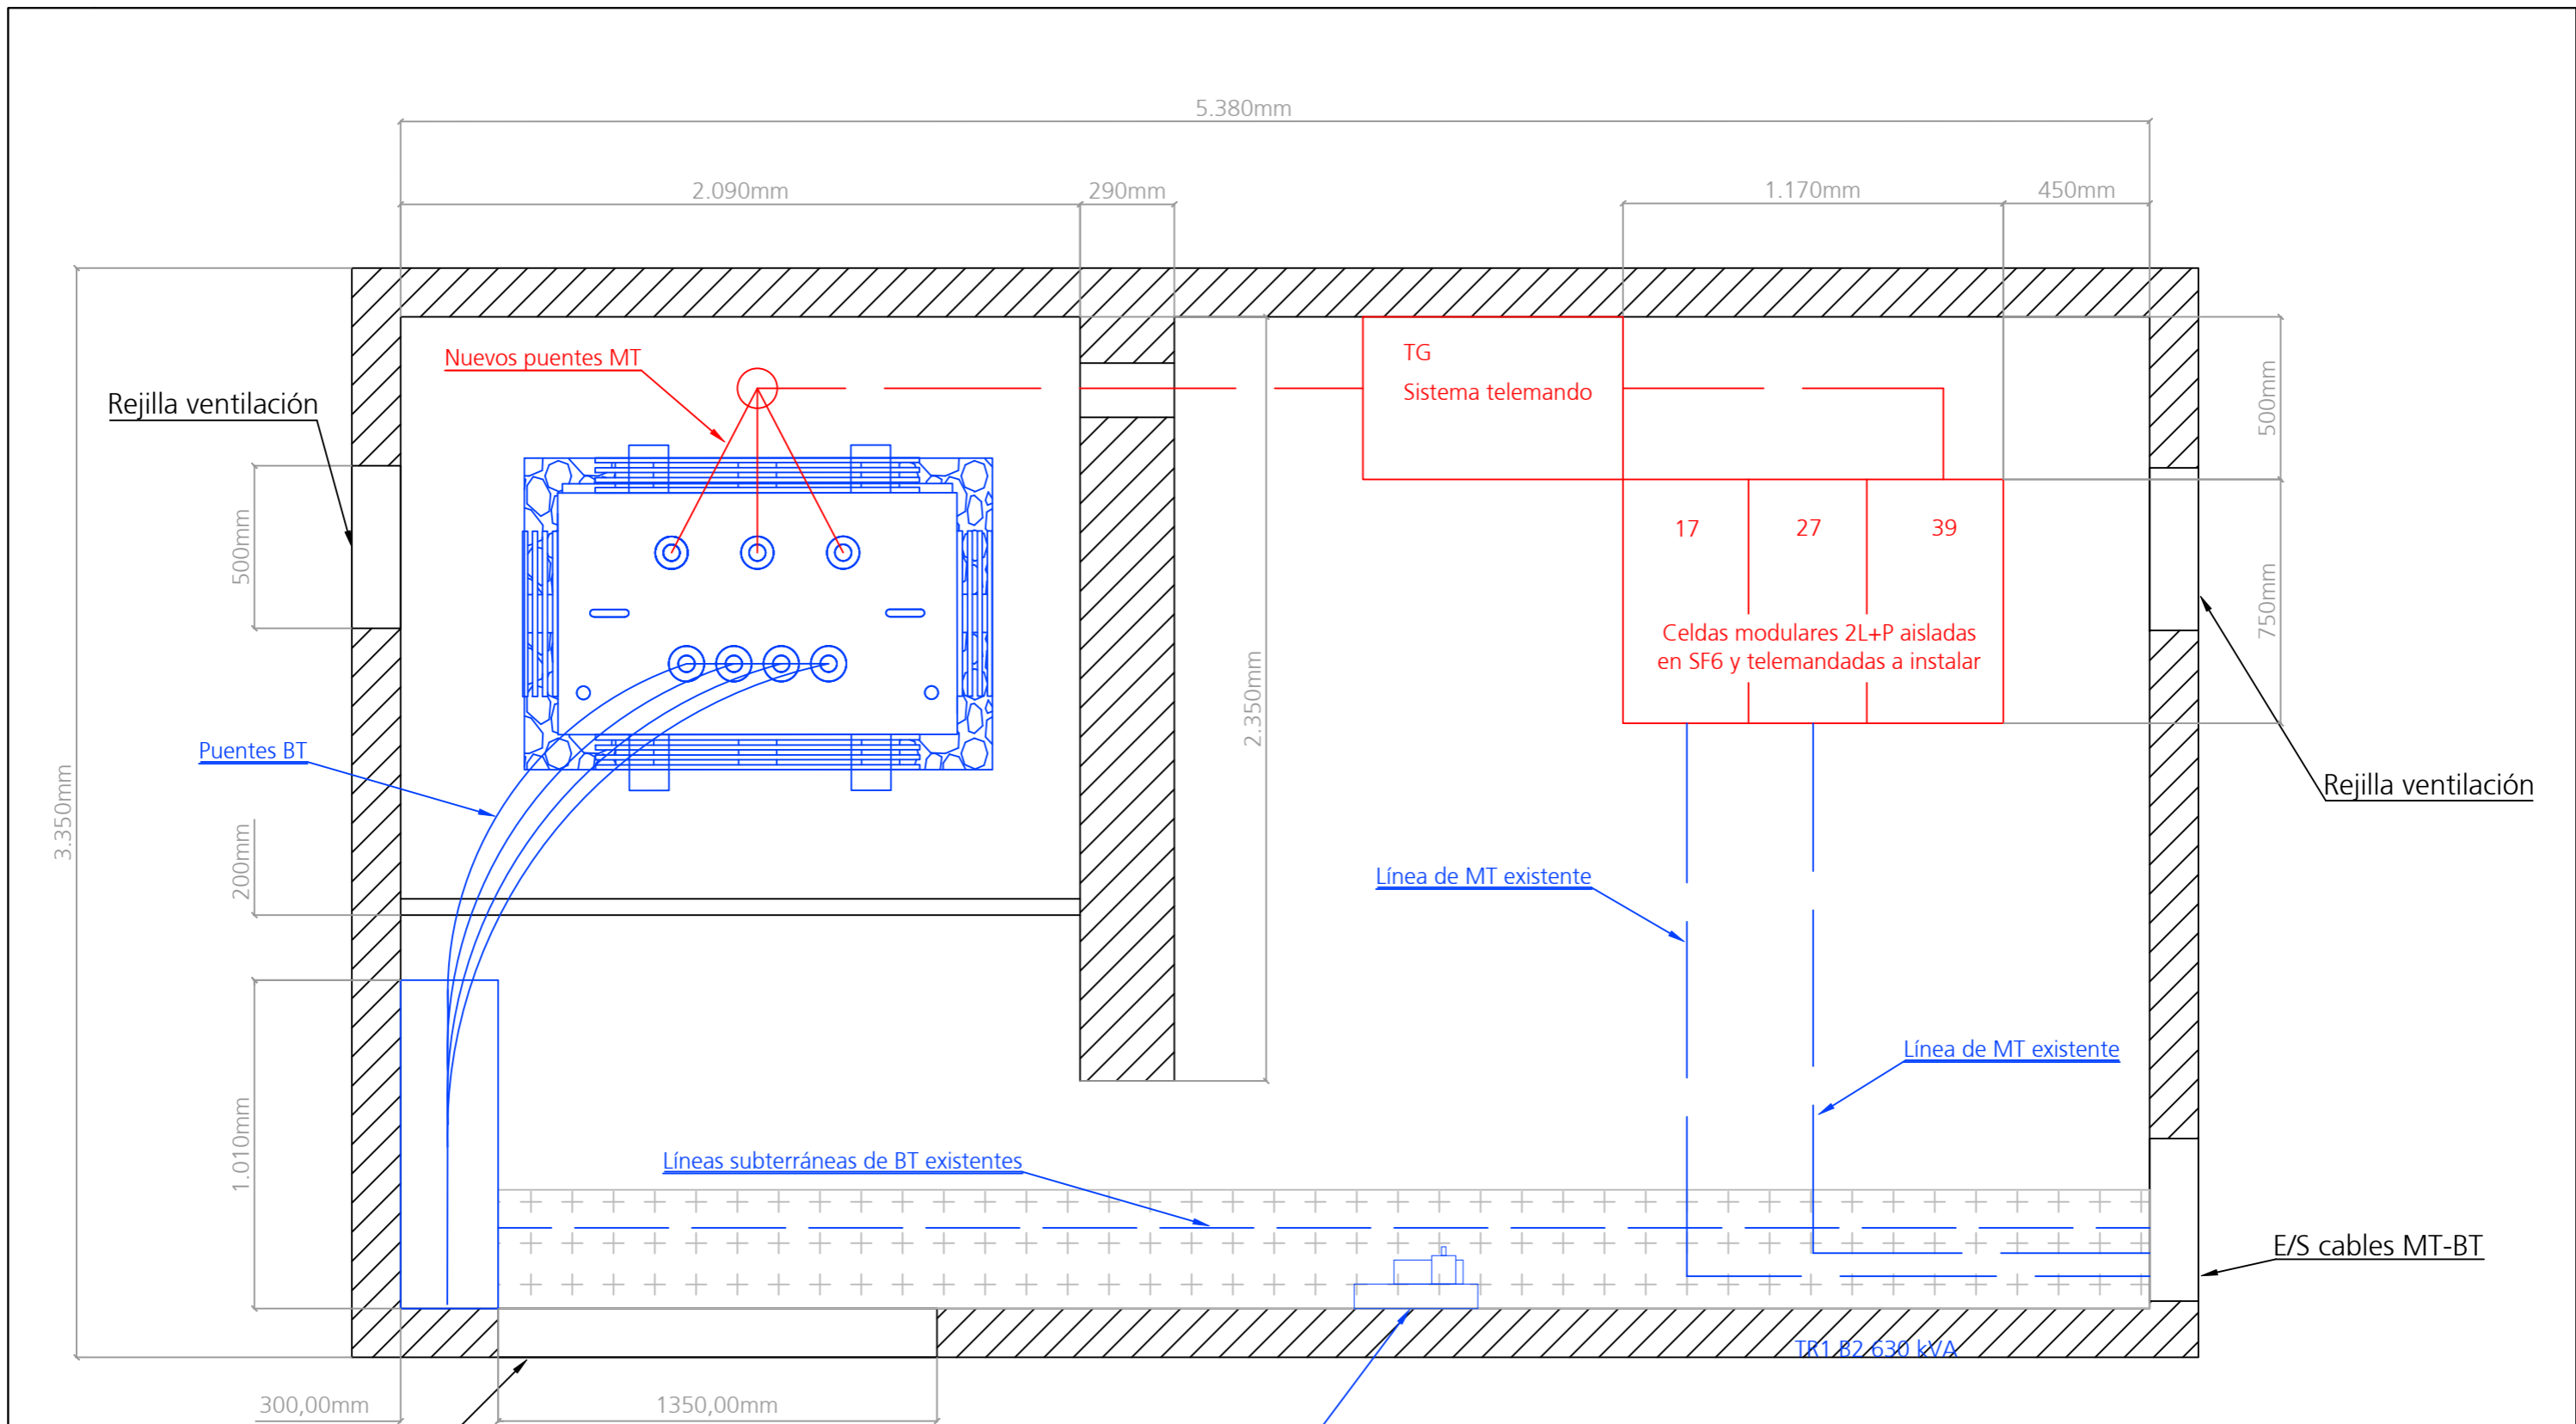 5.380mm
2.090mm
290mm
1.170mm
450mm
Nuevos puentes MT
TG
Sistema telemando
Rejilla ventilación
500mm
500mm
17
27
39
750mm
Celdas modulares 2L+P aisladas
en SF6 y telemandadas a instalar
2.350mm
Puentes BT
Rejilla ventilación
3.350mm
200mm
Línea de MT existente
Línea de MT existente
1.010mm
Líneas subterráneas de BT existentes
E/S cables MT-BT
TR1 B2 630 kVA
300,00mm
1350,00mm